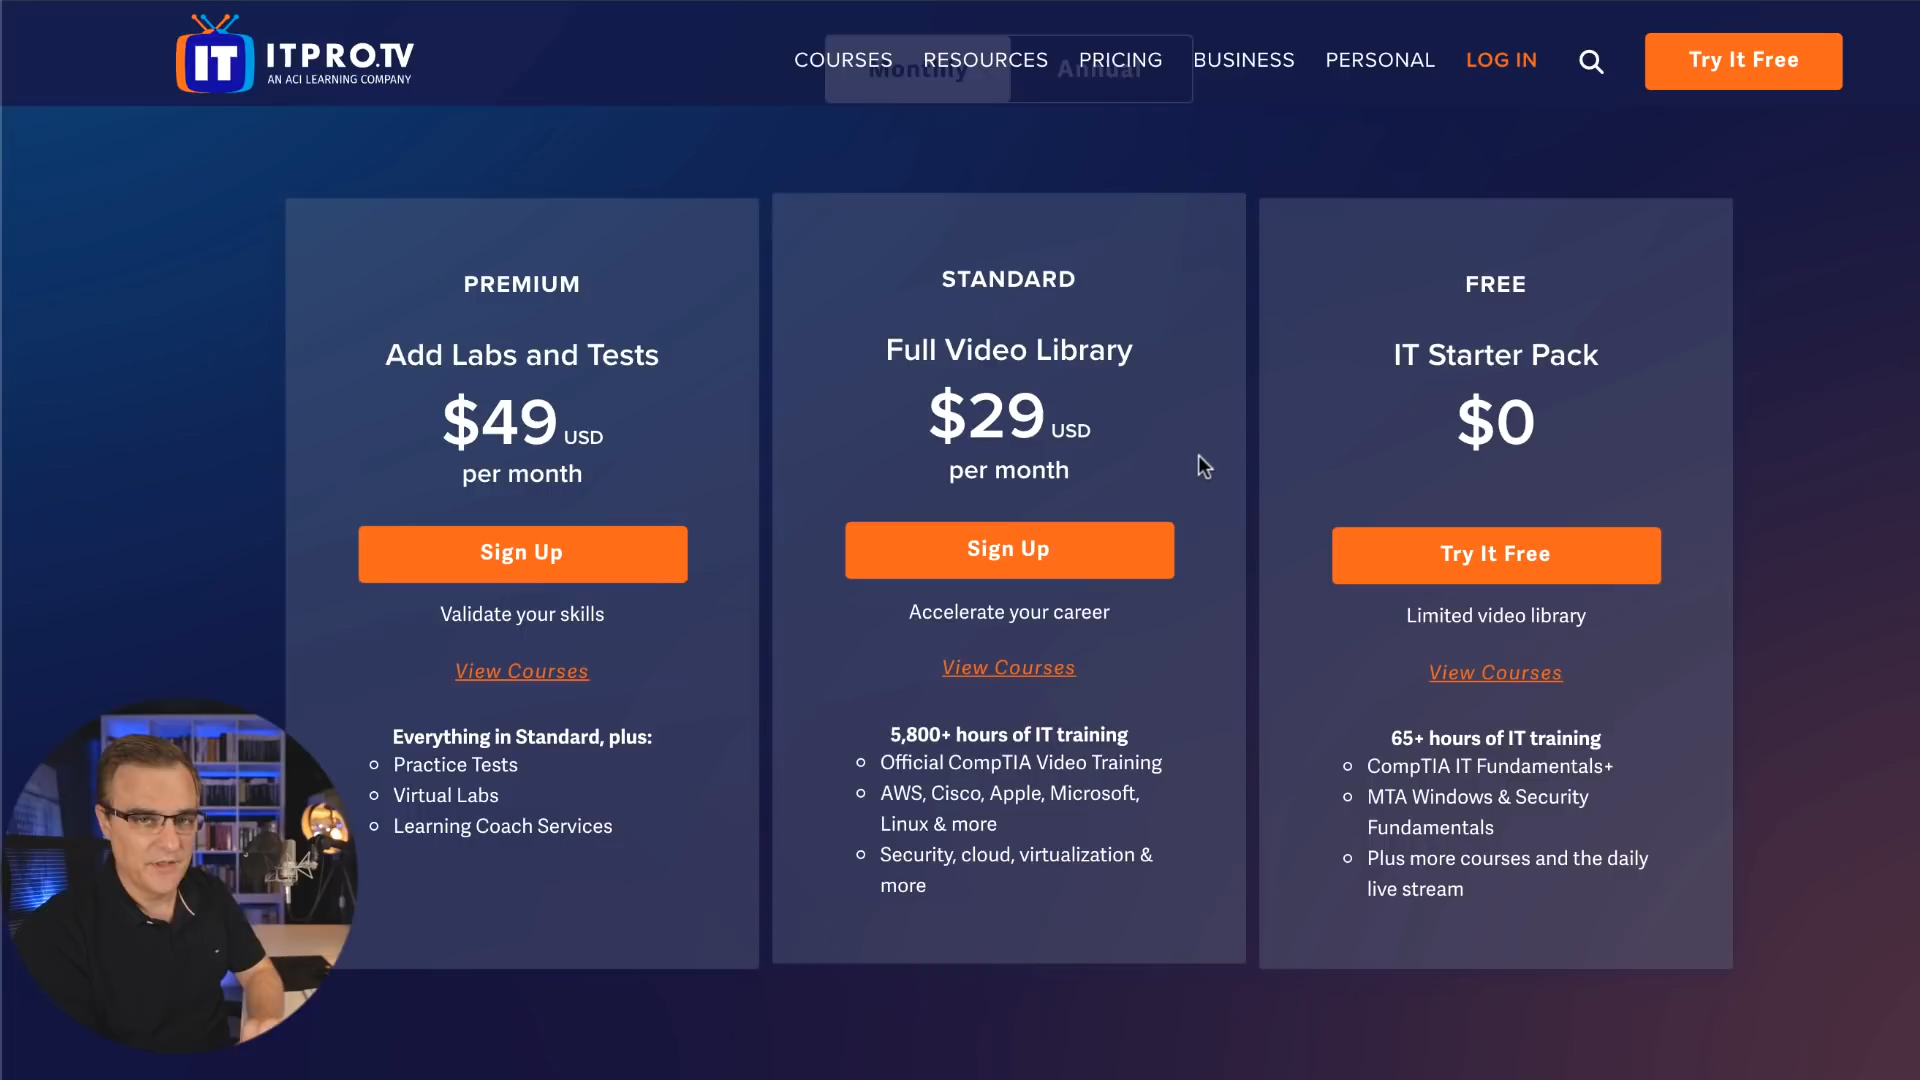 IT ITPRO.TV
AN ACI LEARNING COMPANY
COURSES RESOURCES PRICING BUSINESS PERSONAL LOG IN Try It Free
Monthly Annual
PREMIUM
Add Labs and Tests
$49 USD
per month
Sign Up
Validate your skills
View Courses
Everything in Standard, plus:
Practice Tests
Virtual Labs
Learning Coach Services
STANDARD
Full Video Library
$29 USD
per month
Sign Up
Accelerate your career
View Courses
5,800+ hours of IT training
Official CompTIA Video Training
AWS, Cisco, Apple, Microsoft,
Linux & more
Security, cloud, virtualization &
more
FREE
IT Starter Pack
$0
Try It Free
Limited video library
View Courses
65+ hours of IT training
CompTIA IT Fundamentals+
MTA Windows & Security
Fundamentals
Plus more courses and the daily
live stream